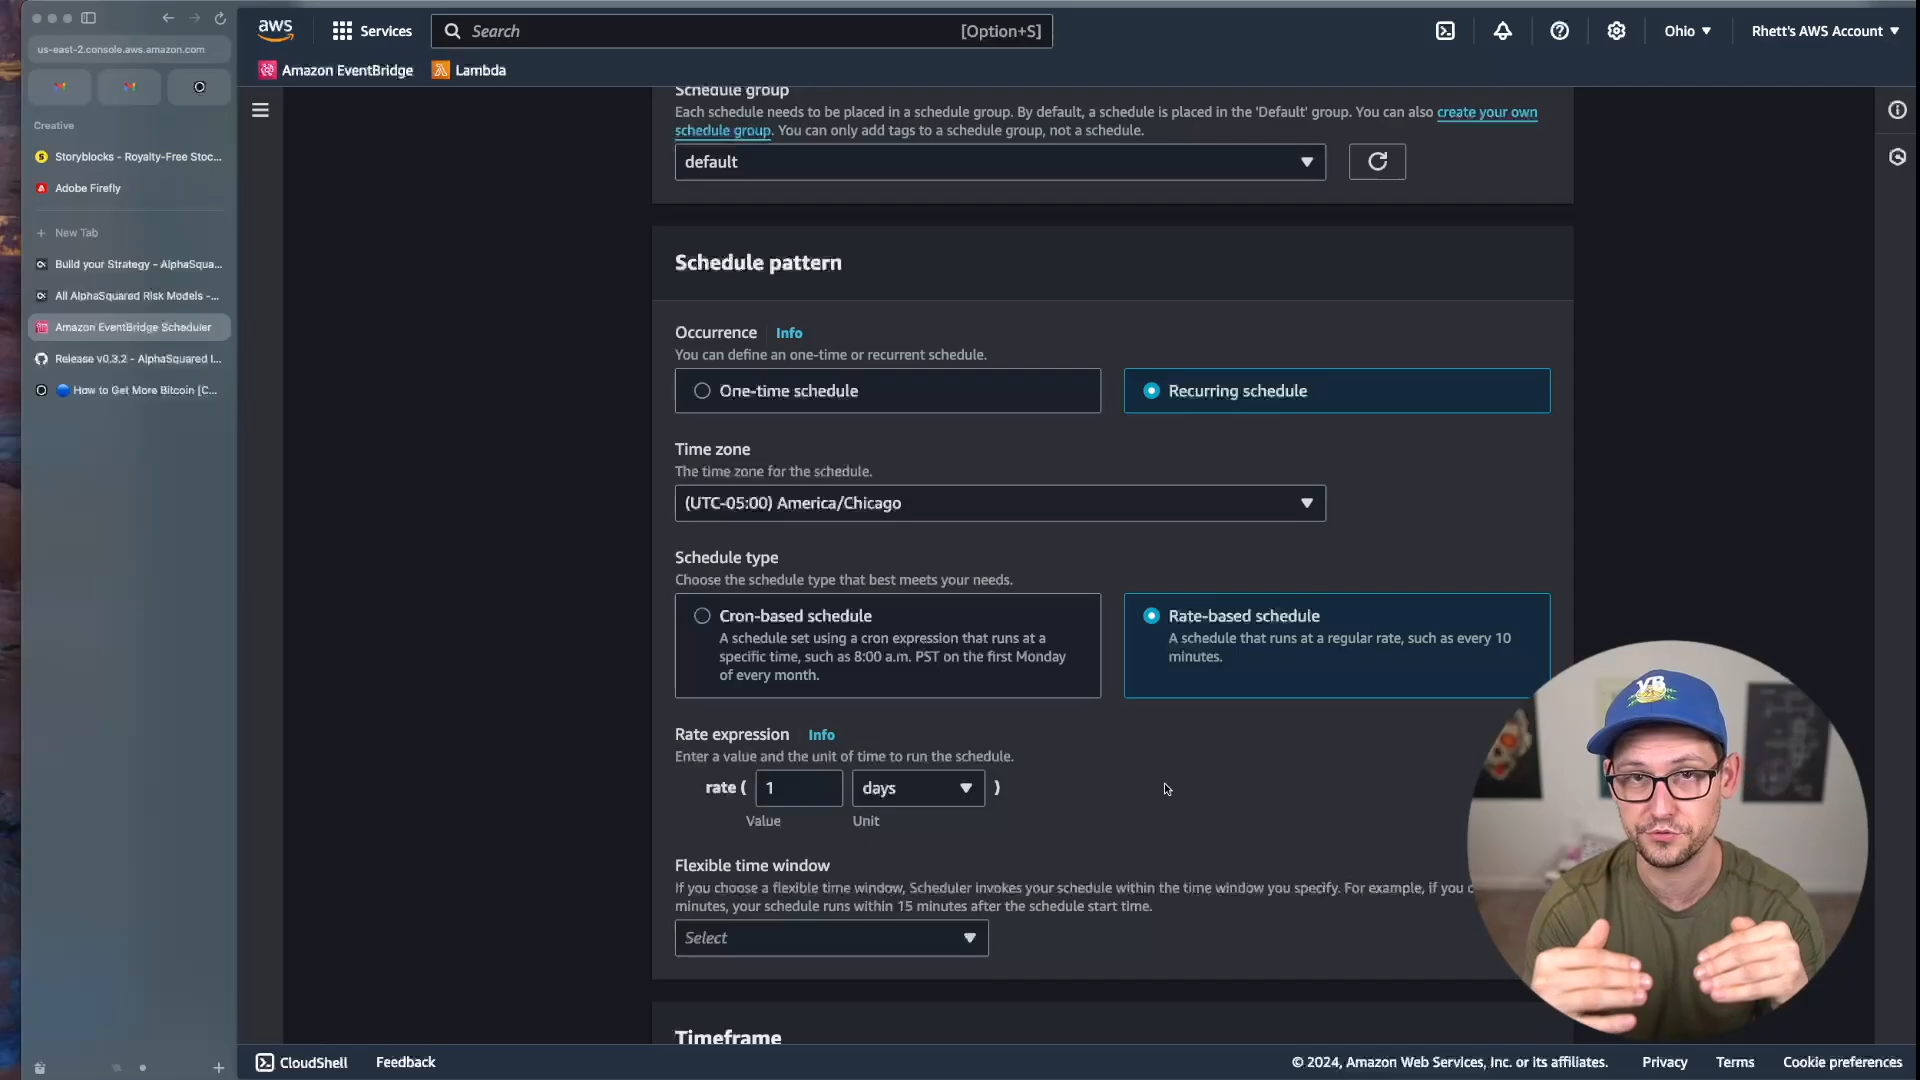 us-east-2.console.aws.amazon.com
Creative
Storyblocks - Royalty-Free Stoc...
Adobe Firefly
New Tab
Build your Strategy - AlphaSqua...
All AlphaSquared Risk Models -...
Amazon EventBridge Scheduler
Release v0.3.2 - AlphaSquared I...
How to Get More Bitcoin [C...
aws
Services
Search
[Option+S]
Ohio
Rhett's AWS Account
Amazon EventBridge
Lambda
Schedule group
Each schedule needs to be placed in a schedule group. By default, a schedule is placed in the 'Default' group. You can also create your own
schedule group. You can only add tags to a schedule group, not a schedule.
default
Schedule pattern
Occurrence Info
You can define an one-time or recurrent schedule.
One-time schedule
Recurring schedule
Time zone
The time zone for the schedule.
(UTC-05:00) America/Chicago
Schedule type
Choose the schedule type that best meets your needs.
Cron-based schedule
A schedule set using a cron expression that runs at a
specific time, such as 8:00 a.m. PST on the first Monday
of every month.
Rate-based schedule
A schedule that runs at a regular rate, such as every 10
minutes.
Rate expression Info
Enter a value and the unit of time to run the schedule.
rate ( 1 days )
Value Unit
Flexible time window
If you choose a flexible time window, Scheduler invokes your schedule within the time window you specify. For example, if you
minutes, your schedule runs within 15 minutes after the schedule start time.
Select
Timeframe
YB
CloudShell
Feedback
© 2024, Amazon Web Services, Inc. or its affiliates.
Privacy
Terms
Cookie preferences